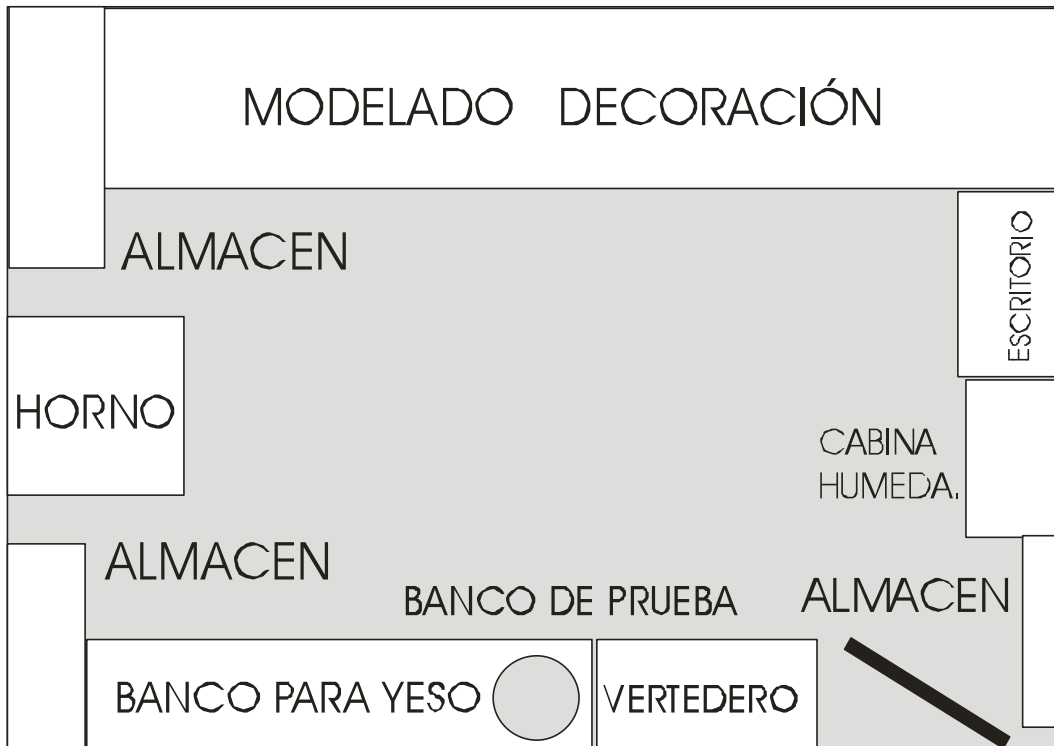 MODELADO DECORACIÓN
ALMACEN
ESCRITORIO
HORNO
CABINA
HUMEDA.
ALMACEN
BANCO DE PRUEBA
ALMACEN
BANCO PARA YESO
VERTEDERO